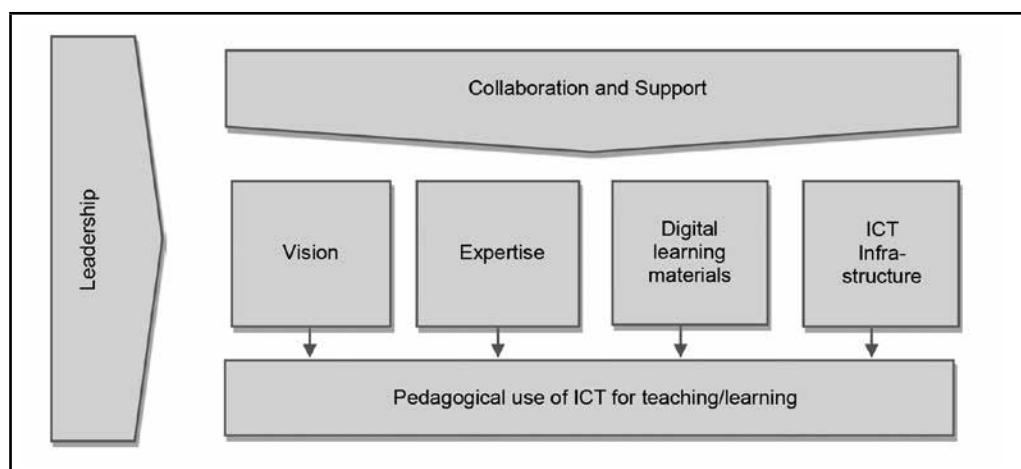 Leadership
Collaboration and Support
Vision
Expertise
Digital
learning
materials
ICT
Infra-
structure
Pedagogical use of ICT for teaching/learning